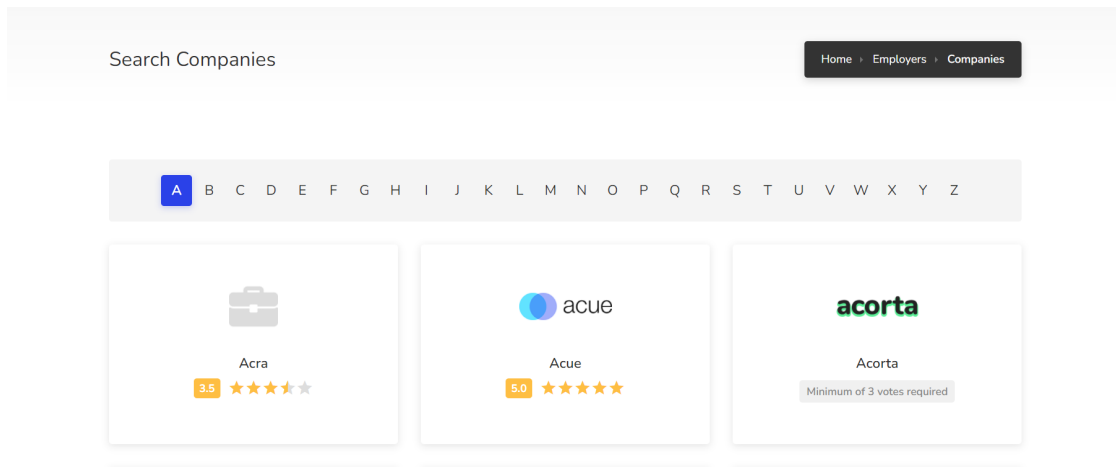 Search Companies
Home Employers Companies
A B C D E F G H I J K L M N O P Q R S T U V W X Y Z
acue
acorta
Acra
Acue
Acorta
3.5
5.0
Minimum of 3 votes required